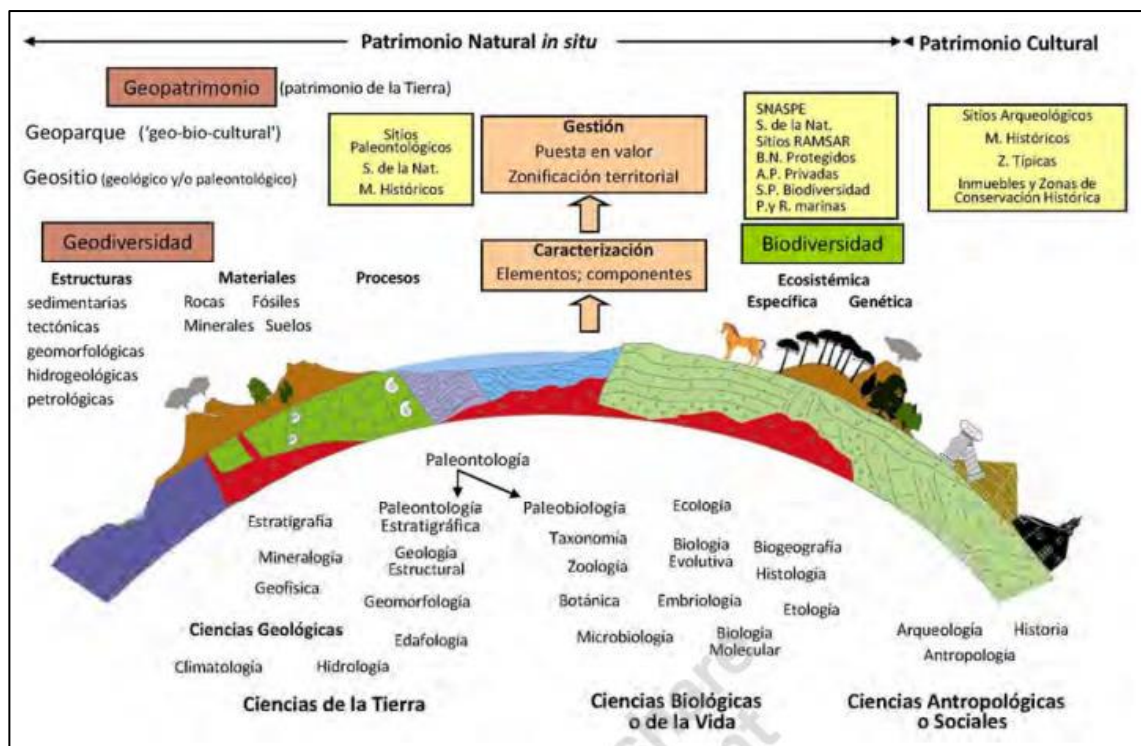 Patrimonio Natural in situ
Patrimonio Cultural
Geopatrimonio (patrimonio de la Tierra)
Geoparque ('geo-bio-cultural')
Geositio (geológico y/o paleontológico)
Sitios
Paleontológicos
S. de la Nat.
M. Históricos
Gestión
Puesta en valor
Zonificación territorial
SNASPE
S. de la Nat.
Sitios RAMSAR
B.N. Protegidos
A.P. Privadas
S.P. Biodiversidad
P.y R. marinas
Sitios Arqueológicos
M. Históricos
Z. Típicas
Inmuebles y Zonas de
Conservación Histórica
Geodiversidad
Estructuras
sedimentarias
tectónicas
geomorfológicas
hidrogeológicas
petrológicas
Materiales
Rocas Fósiles
Minerales Suelos
Procesos
Caracterización
Elementos; componentes
Biodiversidad
Ecosistémica
Específica Genética
Paleontología
Estratigrafía
Paleontología
Estratigráfica
Mineralogía
Geología
Estructural
Geofísica
Geomorfología
Ciencias Geológicas
Edafología
Climatología
Hidrología
Ciencias de la Tierra
Paleobiología
Ecología
Taxonomía
Biología
Evolutiva
Biogeografía
Zoología
Histología
Botánica
Embriología
Etología
Microbiología
Biología
Molecular
Ciencias Biológicas
o de la Vida
Arqueología
Historia
Antropología
Ciencias Antropológicas
o Sociales